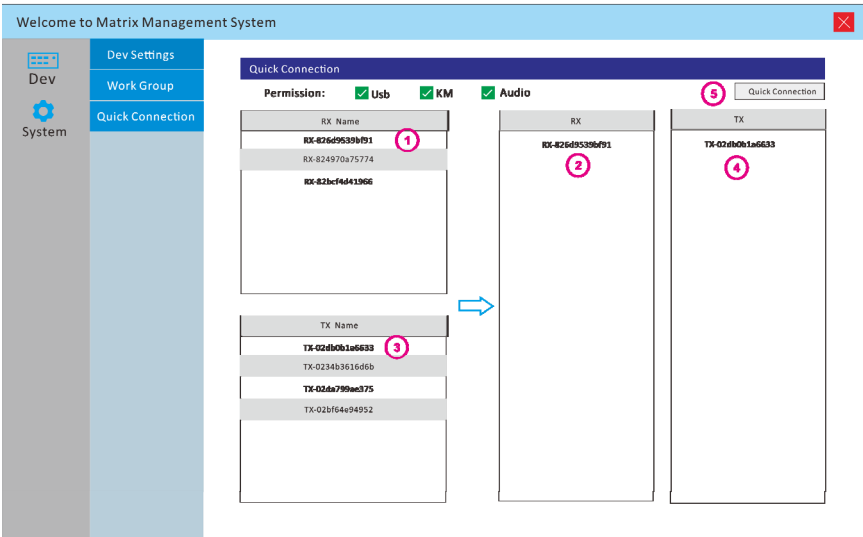 Welcome to Matrix Management System
Dev
System
Dev Settings
Work Group
Quick Connection
Quick Connection
Permission: Usb KM Audio
5 Quick Connection
RX Name
RX-826d9539bf91 1
RX-824970a75774
RX-82bcf4d41966
TX Name
TX-02db0b1a6633 3
TX-0234b3616d6b
TX-02da799ae375
TX-02bf64e94952
RX
RX-826d9539bf91
2
TX
TX-02db0b1a6633
4